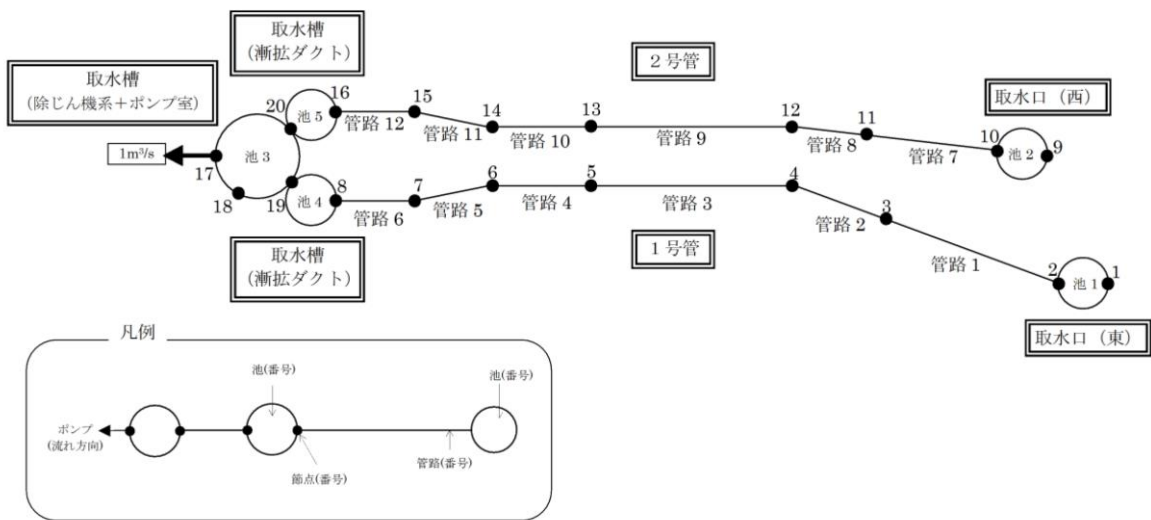 取水槽
(漸拡ダクト)
取水槽
(除じん機系+ポンプ室)
2号管
取水口(西)
20
池5
16
管路 12
15
管路 11
14
管路 10
13
管路 9
12
管路 8
11
管路 7
10
池2
9
1m³/s
17
池3
18
19
池4
8
管路 6
7
管路 5
6
管路 4
5
管路 3
4
管路 2
3
管路 1
2
池1
1
取水槽
(漸拡ダクト)
1号管
取水口(東)
凡例
池(番号)
池(番号)
ポンプ
(流れ方向)
節点(番号)
管路(番号)